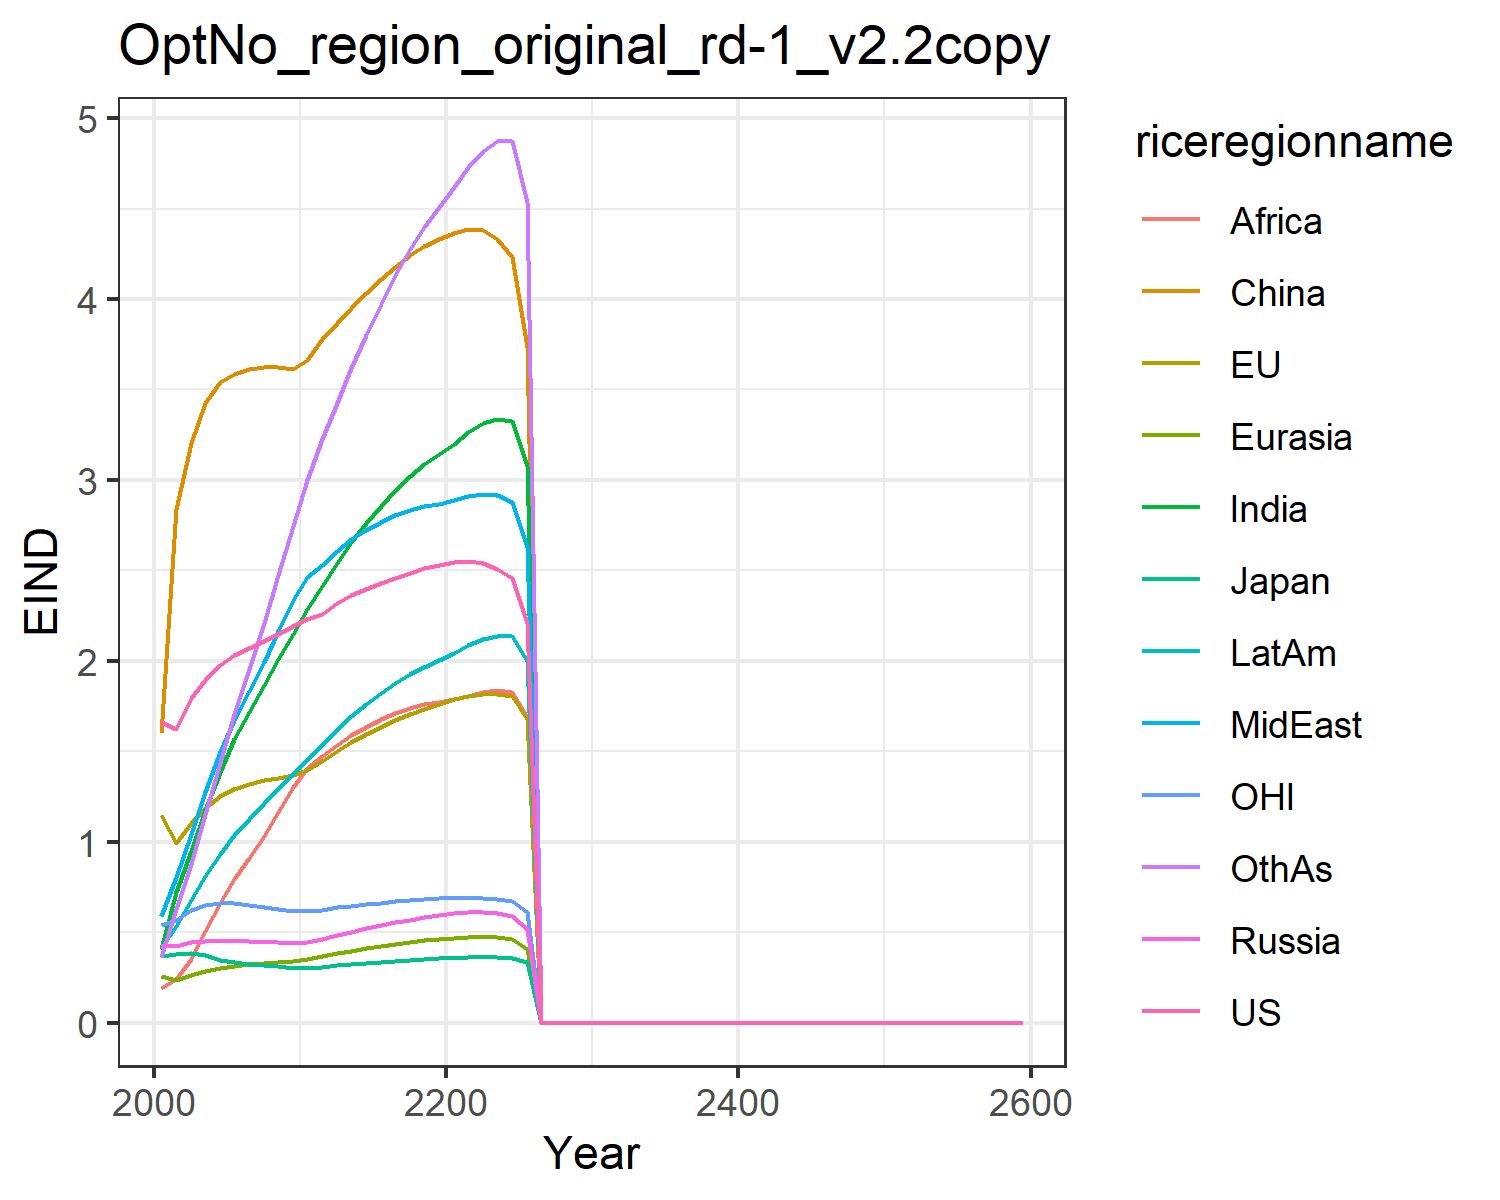 OptNo_region_original_rd-1_v2.2copy
5
4
3
2
1
0
EIND
2000 2200 2400 2600
Year
riceregionname
Africa
China
EU
Eurasia
India
Japan
LatAm
MidEast
OHI
OthAs
Russia
US